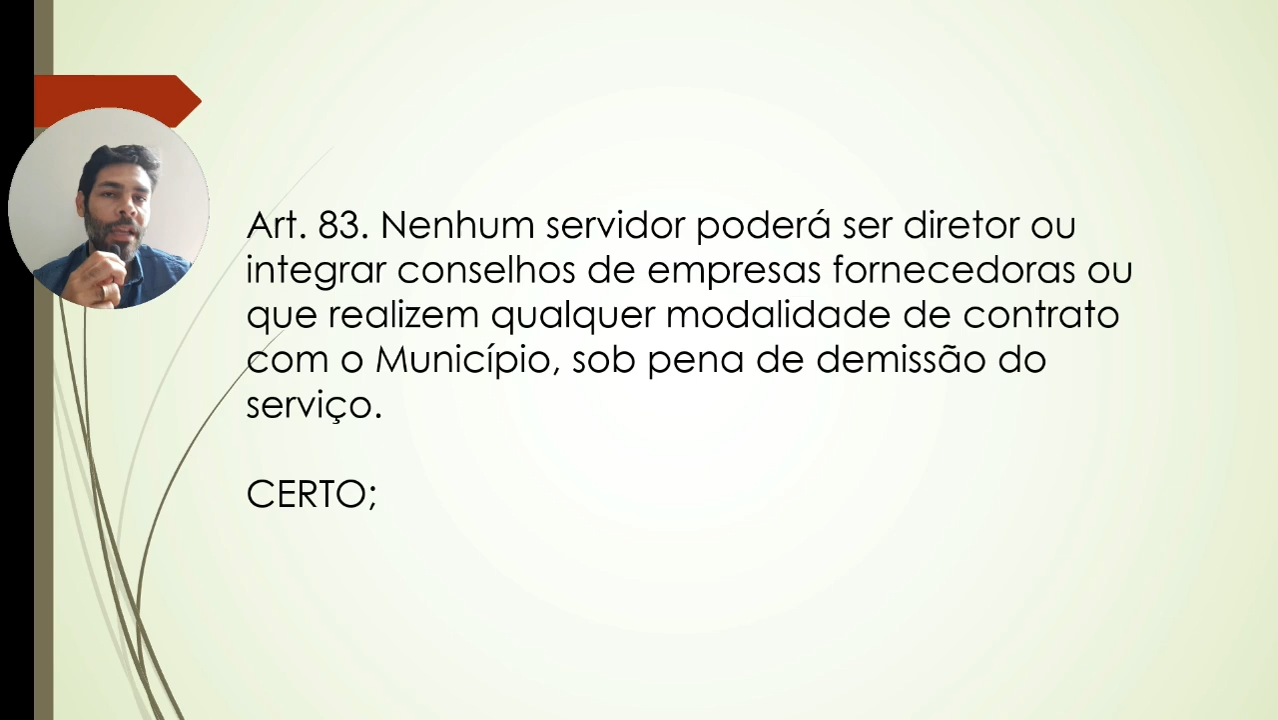 Art. 83. Nenhum servidor poderá ser diretor ou
integrar conselhos de empresas fornecedoras ou
que realizem qualquer modalidade de contrato
com o Município, sob pena de demissão do
serviço.
CERTO;